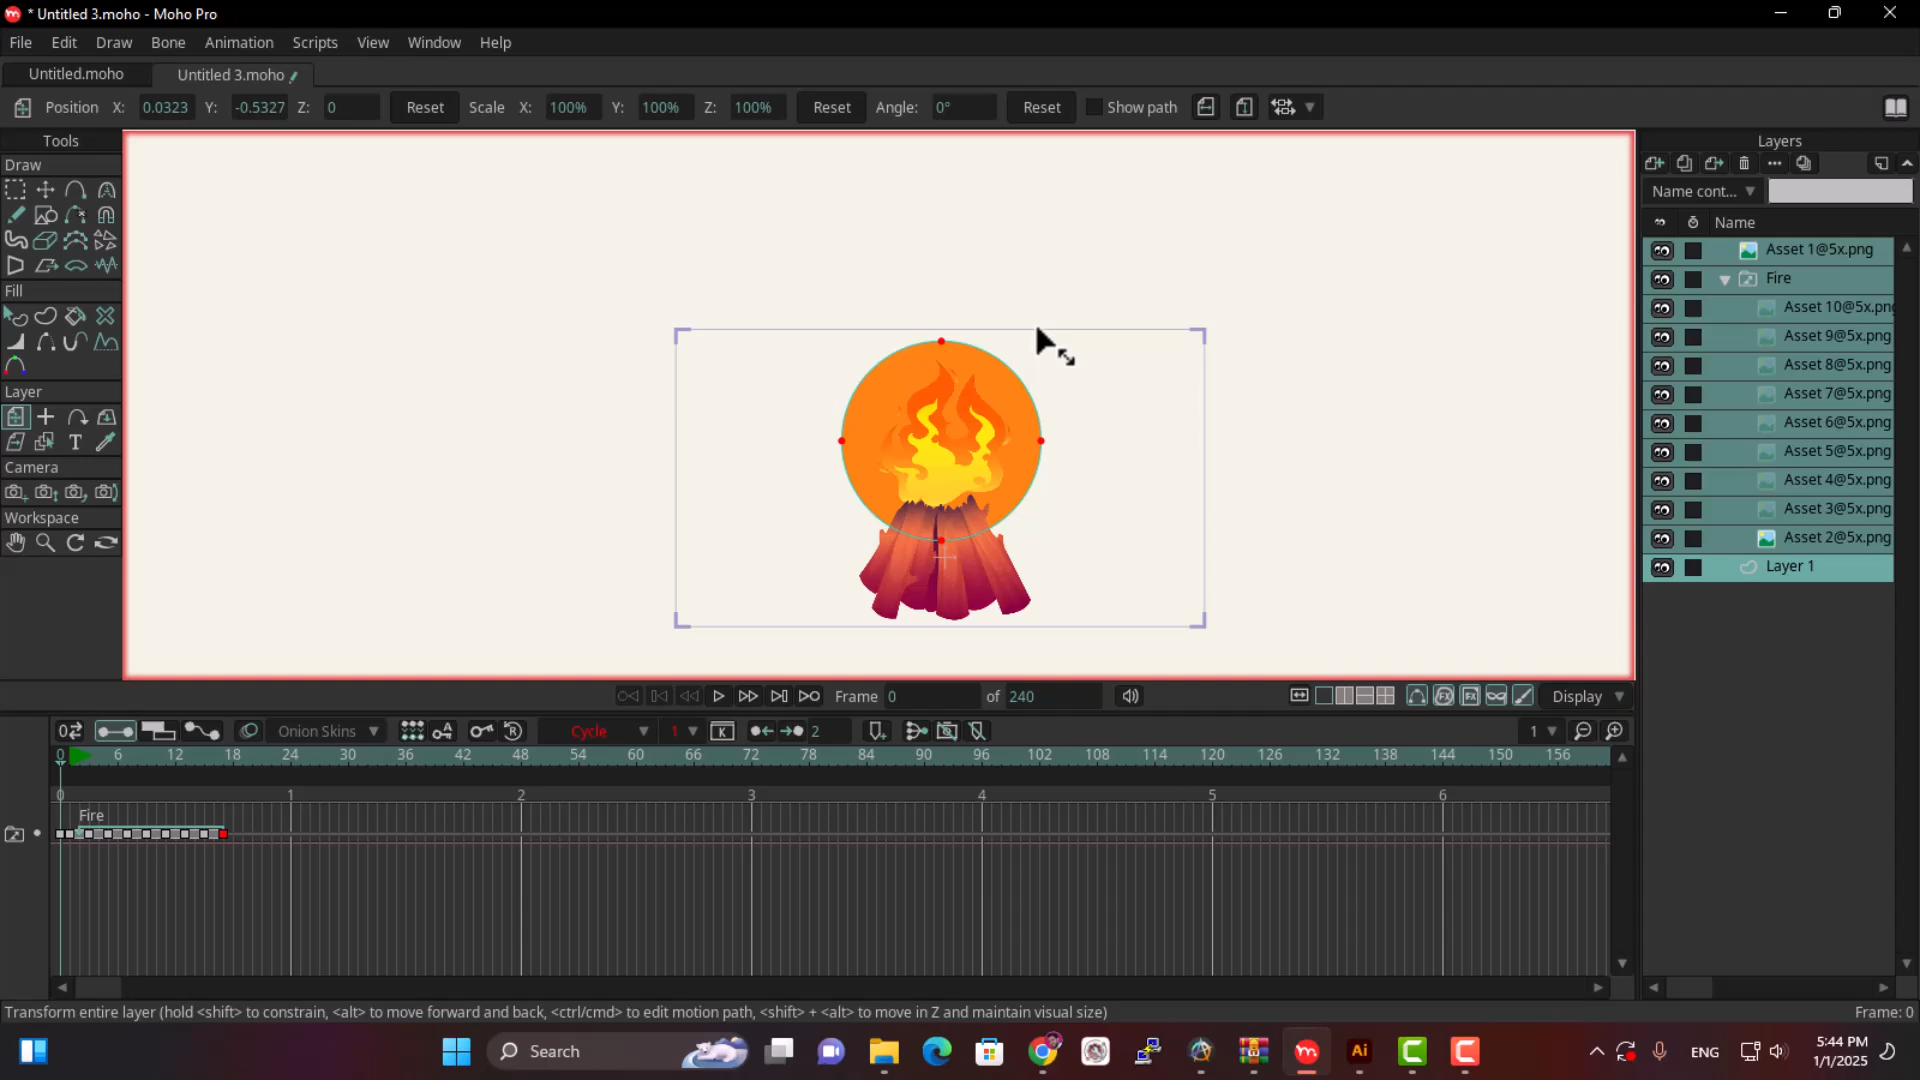 * Untitled 3.moho - Moho Pro
File Edit Draw Bone Animation Scripts View Window Help
Untitled.moho Untitled 3.moho
Position X: 0.0323 Y: -0.5327 Z: 0 Reset Scale X: 100% Y: 100% Z: 100% Reset Angle: 0° Reset Show path
Tools
Draw
Fill
Layer
Camera
Workspace
Layers
Name cont...
Name
Asset 1@5x.png
Fire
Asset 10@5x.png
Asset 9@5x.png
Asset 8@5x.png
Asset 7@5x.png
Asset 6@5x.png
Asset 5@5x.png
Asset 4@5x.png
Asset 3@5x.png
Asset 2@5x.png
Layer 1
Frame 0 of 240 Display
Onion Skins Cycle 1 K 2 1
0 6 12 18 24 30 36 42 48 54 60 66 72 78 84 90 96 102 108 114 120 126 132 138 144 150 156
0 1 2 3 4 5 6
Fire
Transform entire layer (hold <shift> to constrain, <alt> to move forward and back, <ctrl/cmd> to edit motion path, <shift> + <alt> to move in Z and maintain visual size) Frame: 0
Search Ai ENG 5:44 PM
1/1/2025